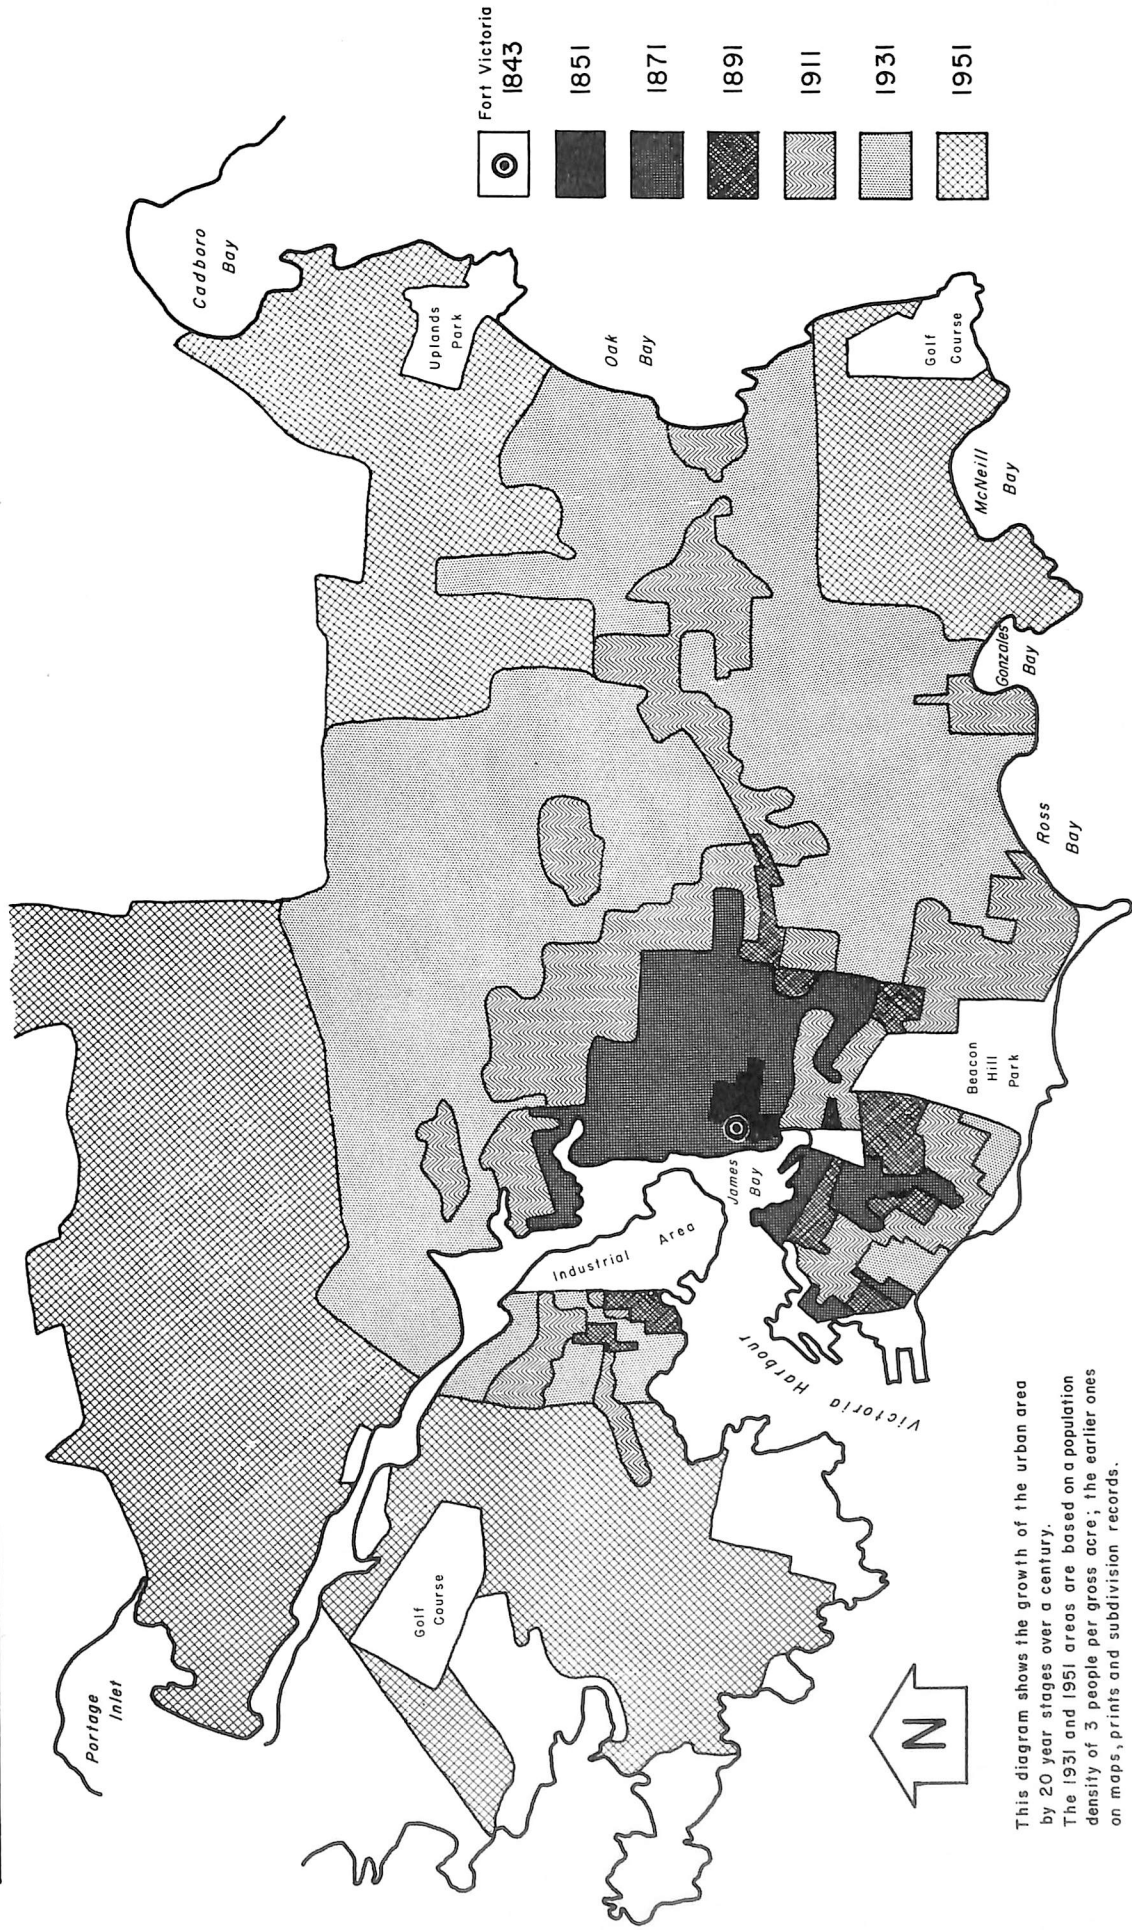 Portage
Inlet
Cadboro
Bay
Uplands
Park
Oak
Bay
Golf
Course
McNeill
Bay
Gonzales
Bay
Ross
Bay
Beacon
Hill
Park
James
Bay
Industrial Area
Victoria Harbour
Golf
Course
N
Fort Victoria
1843
1851
1871
1891
1911
1931
1951
This diagram shows the growth of the urban area
by 20 year stages over a century.
The 1931 and 1951 areas are based on a population
density of 3 people per gross acre; the earlier ones
on maps, prints and subdivision records.